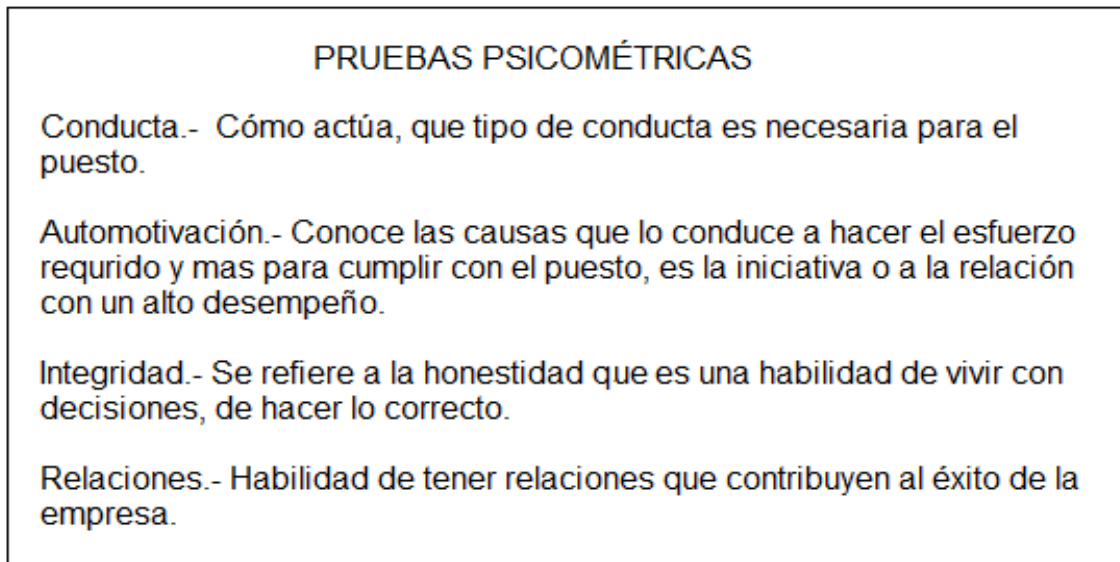 PRUEBAS PSICOMÉTRICAS
Conducta.-  Cómo actúa, que tipo de conducta es necesaria para el
puesto.
Automotivación.- Conoce las causas que lo conduce a hacer el esfuerzo
requrido y mas para cumplir con el puesto, es la iniciativa o a la relación
con un alto desempeño.
Integridad.- Se refiere a la honestidad que es una habilidad de vivir con
decisiones, de hacer lo correcto.
Relaciones.- Habilidad de tener relaciones que contribuyen al éxito de la
empresa.